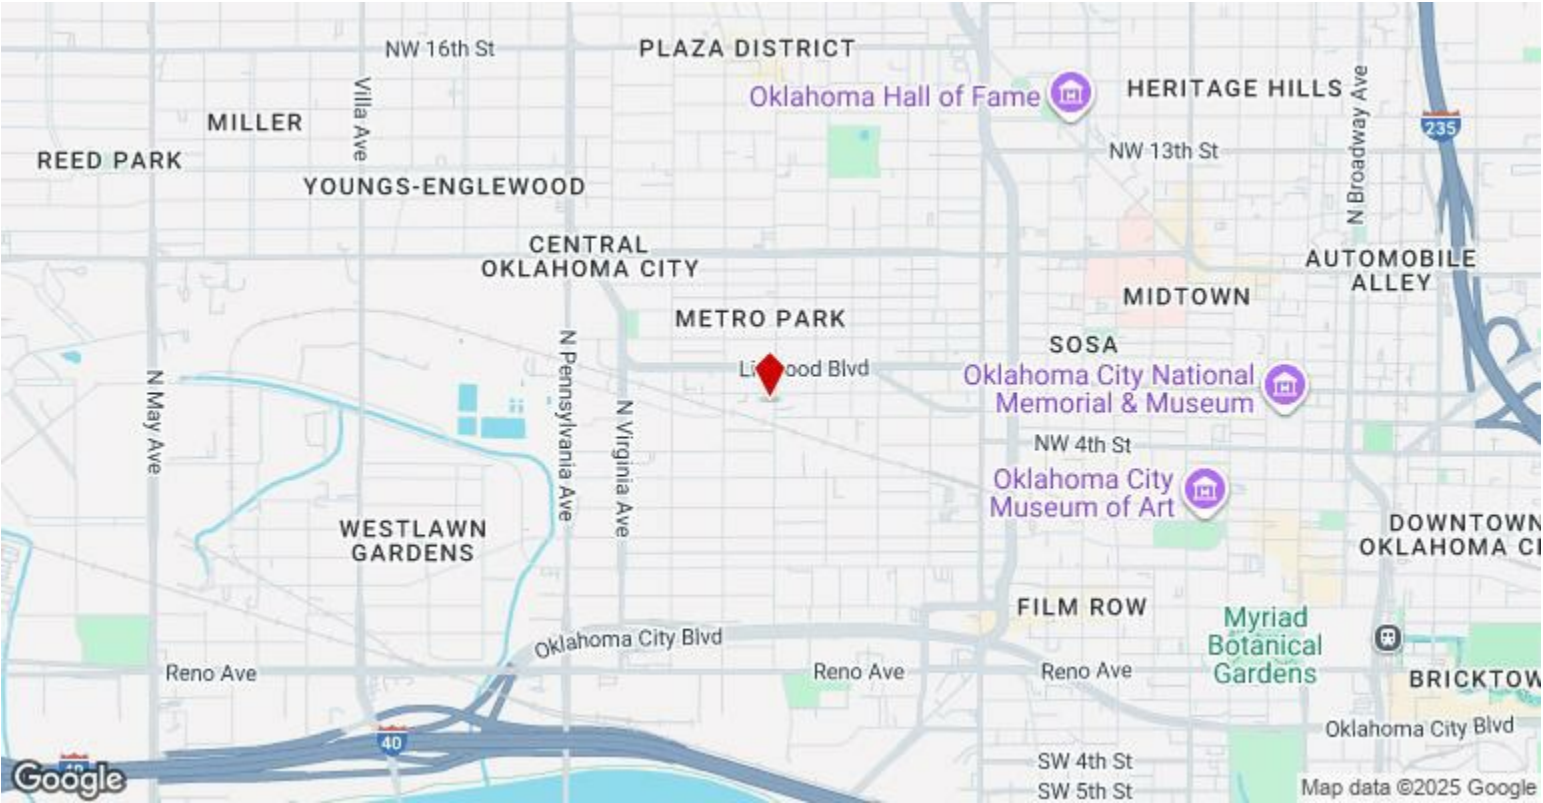 NW 16th St
PLAZA DISTRICT
Oklahoma Hall of Fame
HERITAGE HILLS
Villa Ave
N Broadway Ave
MILLER
235
REED PARK
NW 13th St
YOUNGS-ENGLEWOOD
CENTRAL
OKLAHOMA CITY
AUTOMOBILE
ALLEY
MIDTOWN
METRO PARK
SOSA
Blvd
Oklahoma City National
Memorial & Museum
N May Ave
N Pennsylvania Ave
N Virginia Ave
NW 4th St
Oklahoma City
Museum of Art
WESTLAWN
GARDENS
DOWNTOWN
OKLAHOMA
FILM ROW
Myriad
Botanical
Gardens
Oklahoma City Blvd
Reno Ave
Reno Ave
Reno Ave
BRICKTOW
Oklahoma City Blvd
40
SW 4th St
SW 5th St
Google
Map data ©2025 Google